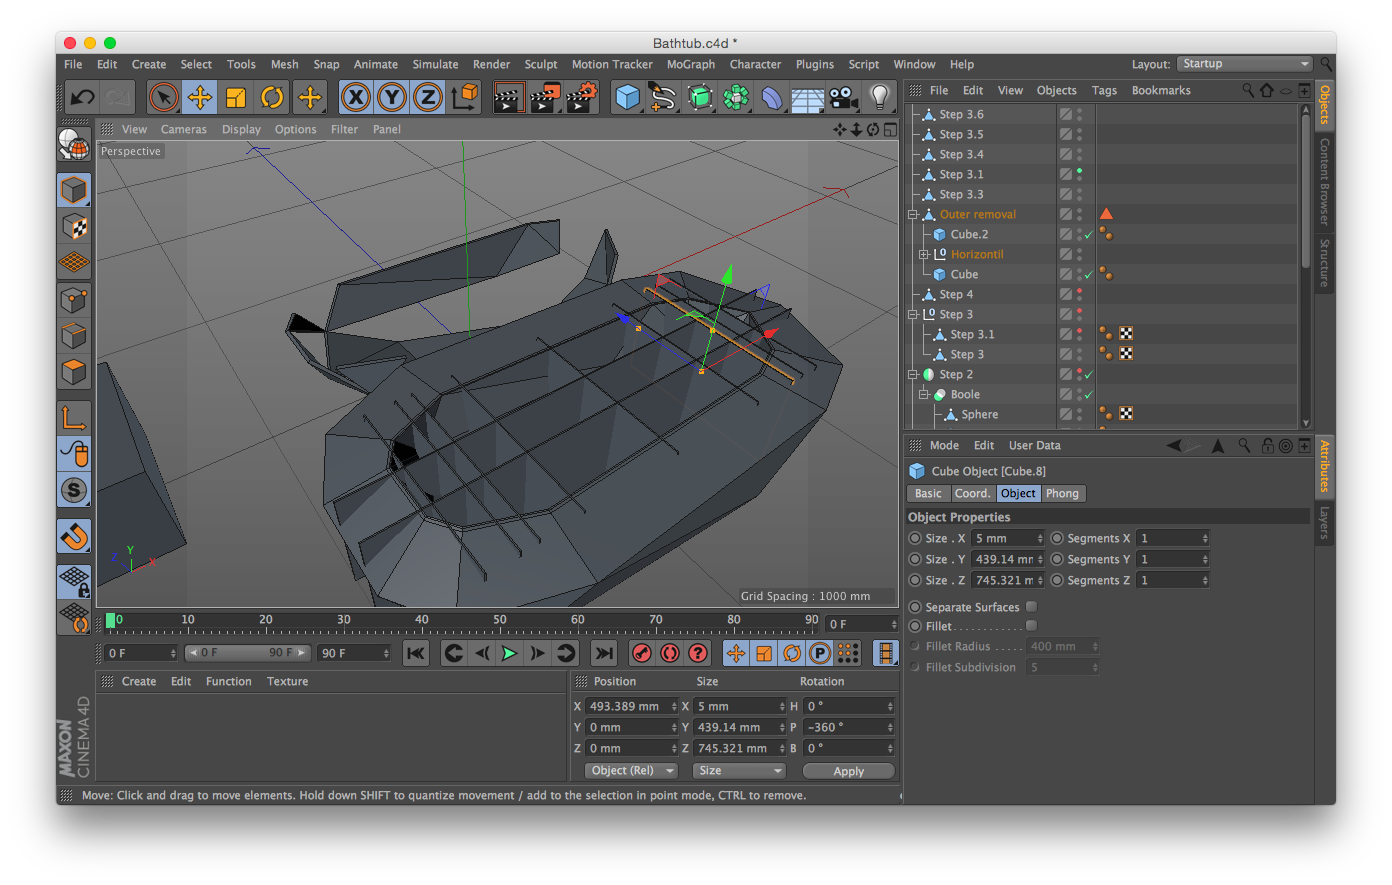 Bathtub.c4d *
File Edit Create Select Tools Mesh Snap Animate Simulate Render Sculpt Motion Tracker MoGraph Character Plugins Script Window Help Layout: Startup
X Y Z
File Edit View Objects Tags Bookmarks
View Cameras Display Options Filter Panel
Perspective
Step 3.6
Step 3.5
Step 3.4
Step 3.1
Step 3.3
Outer removal
Cube.2
Horizontil
Cube
Step 4
Step 3
Step 3.1
Step 3
Step 2
Boole
Sphere
Objects
Content Browser
Structure
Y
Z X
Grid Spacing : 1000 mm
S
Mode Edit User Data
Cube Object [Cube.8]
Basic Coord. Object Phong
Object Properties
Size . X 5 mm Segments X 1
Size . Y 439.14 mn Segments Y 1
Size . Z 745.321 m Segments Z 1
Separate Surfaces
Fillet
Fillet Radius 400 mm
Fillet Subdivision 5
Attributes
Layers
0 10 20 30 40 50 60 70 80 90 0 F
0 F 0 F 90 F 90 F
P
Create Edit Function Texture
Position Size Rotation
X 493.389 mm X 5 mm H 0 °
Y 0 mm Y 439.14 mm P -360 °
Z 0 mm Z 745.321 mm B 0 °
Object (Rel) Size Apply
MAXON CINEMA 4D
Move: Click and drag to move elements. Hold down SHIFT to quantize movement / add to the selection in point mode, CTRL to remove.